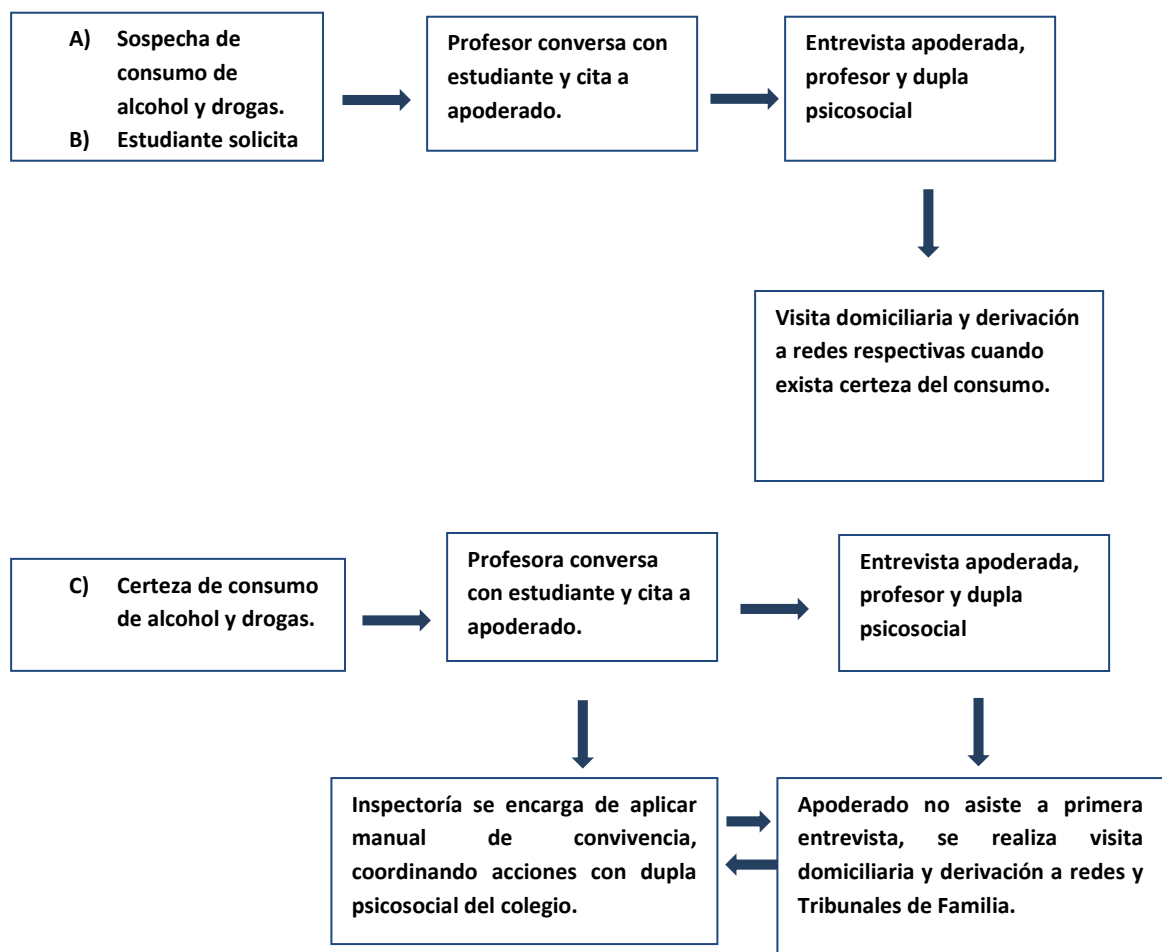 A) Sospecha de
consumo de
alcohol y drogas.
B) Estudiante solicita
Profesor conversa con
estudiante y cita a
apoderado.
Entrevista apoderada,
profesor y dupla
psicosocial
Visita domiciliaria y derivación
a redes respectivas cuando
exista certeza del consumo.
C) Certeza de consumo
de alcohol y drogas.
Profesora conversa
con estudiante y cita a
apoderado.
Entrevista apoderada,
profesor y dupla
psicosocial
Inspectoría se encarga de aplicar
manual de convivencia,
coordinando acciones con dupla
psicosocial del colegio.
Apoderado no asiste a primera
entrevista, se realiza visita
domiciliaria y derivación a redes y
Tribunales de Familia.